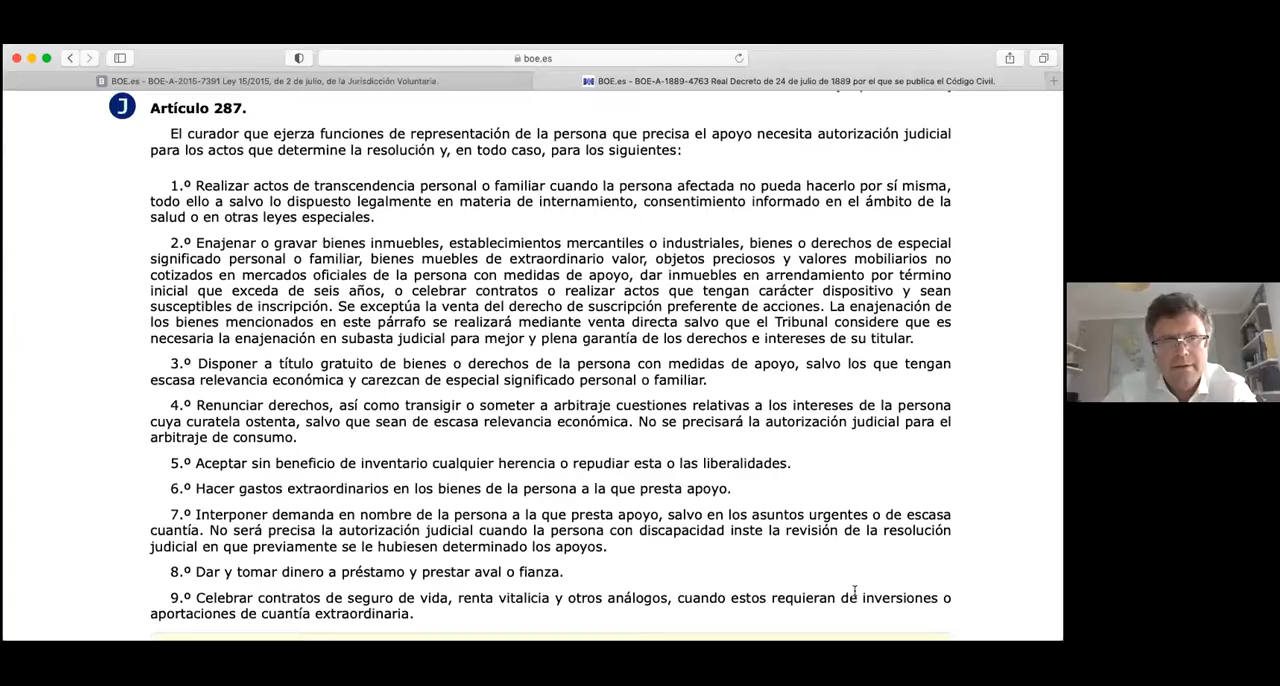 boe.es
BOE.es - BOE-A-2015-7391 Ley 15/2015, de 2 de julio, de la Jurisdicción Voluntaria.
BOE.es - BOE-A-1889-4763 Real Decreto de 24 de julio de 1889 por el que se publica el Código Civil.
J Artículo 287.
El curador que ejerza funciones de representación de la persona que precisa el apoyo necesita autorización judicial
para los actos que determine la resolución y, en todo caso, para los siguientes:
1.º Realizar actos de transcendencia personal o familiar cuando la persona afectada no pueda hacerlo por sí misma,
todo ello a salvo lo dispuesto legalmente en materia de internamiento, consentimiento informado en el ámbito de la
salud o en otras leyes especiales.
2.º Enajenar o gravar bienes inmuebles, establecimientos mercantiles o industriales, bienes o derechos de especial
significado personal o familiar, bienes muebles de extraordinario valor, objetos preciosos y valores mobiliarios no
cotizados en mercados oficiales de la persona con medidas de apoyo, dar inmuebles en arrendamiento por término
inicial que exceda de seis años, o celebrar contratos o realizar actos que tengan carácter dispositivo y sean
susceptibles de inscripción. Se exceptúa la venta del derecho de suscripción preferente de acciones. La enajenación de
los bienes mencionados en este párrafo se realizará mediante venta directa salvo que el Tribunal considere que es
necesaria la enajenación en subasta judicial para mejor y plena garantía de los derechos e intereses de su titular.
3.º Disponer a título gratuito de bienes o derechos de la persona con medidas de apoyo, salvo los que tengan
escasa relevancia económica y carezcan de especial significado personal o familiar.
4.º Renunciar derechos, así como transigir o someter a arbitraje cuestiones relativas a los intereses de la persona
cuya curatela ostenta, salvo que sean de escasa relevancia económica. No se precisará la autorización judicial para el
arbitraje de consumo.
5.º Aceptar sin beneficio de inventario cualquier herencia o repudiar esta o las liberalidades.
6.º Hacer gastos extraordinarios en los bienes de la persona a la que presta apoyo.
7.º Interponer demanda en nombre de la persona a la que presta apoyo, salvo en los asuntos urgentes o de escasa
cuantía. No será precisa la autorización judicial cuando la persona con discapacidad inste la revisión de la resolución
judicial en que previamente se le hubiesen determinado los apoyos.
8.º Dar y tomar dinero a préstamo y prestar aval o fianza.
9.º Celebrar contratos de seguro de vida, renta vitalicia y otros análogos, cuando estos requieran de inversiones o
aportaciones de cuantía extraordinaria.